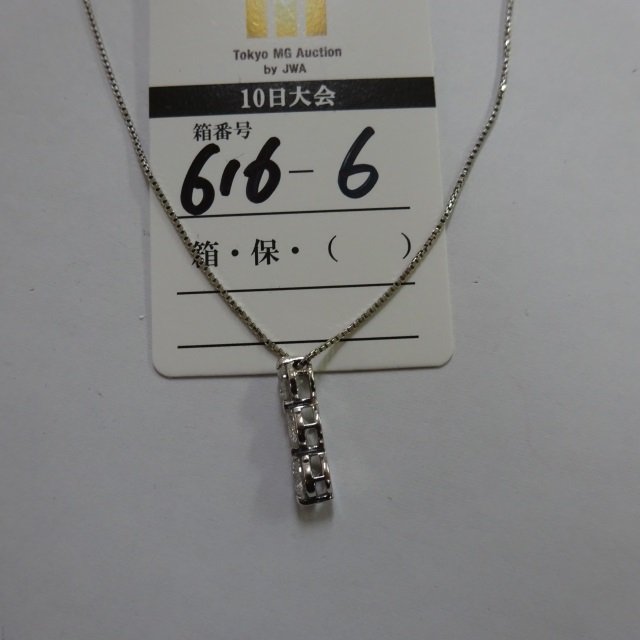 Tokyo MG Auction
by JWA
10日大会
箱番号
616-6
箱・保・（　　）